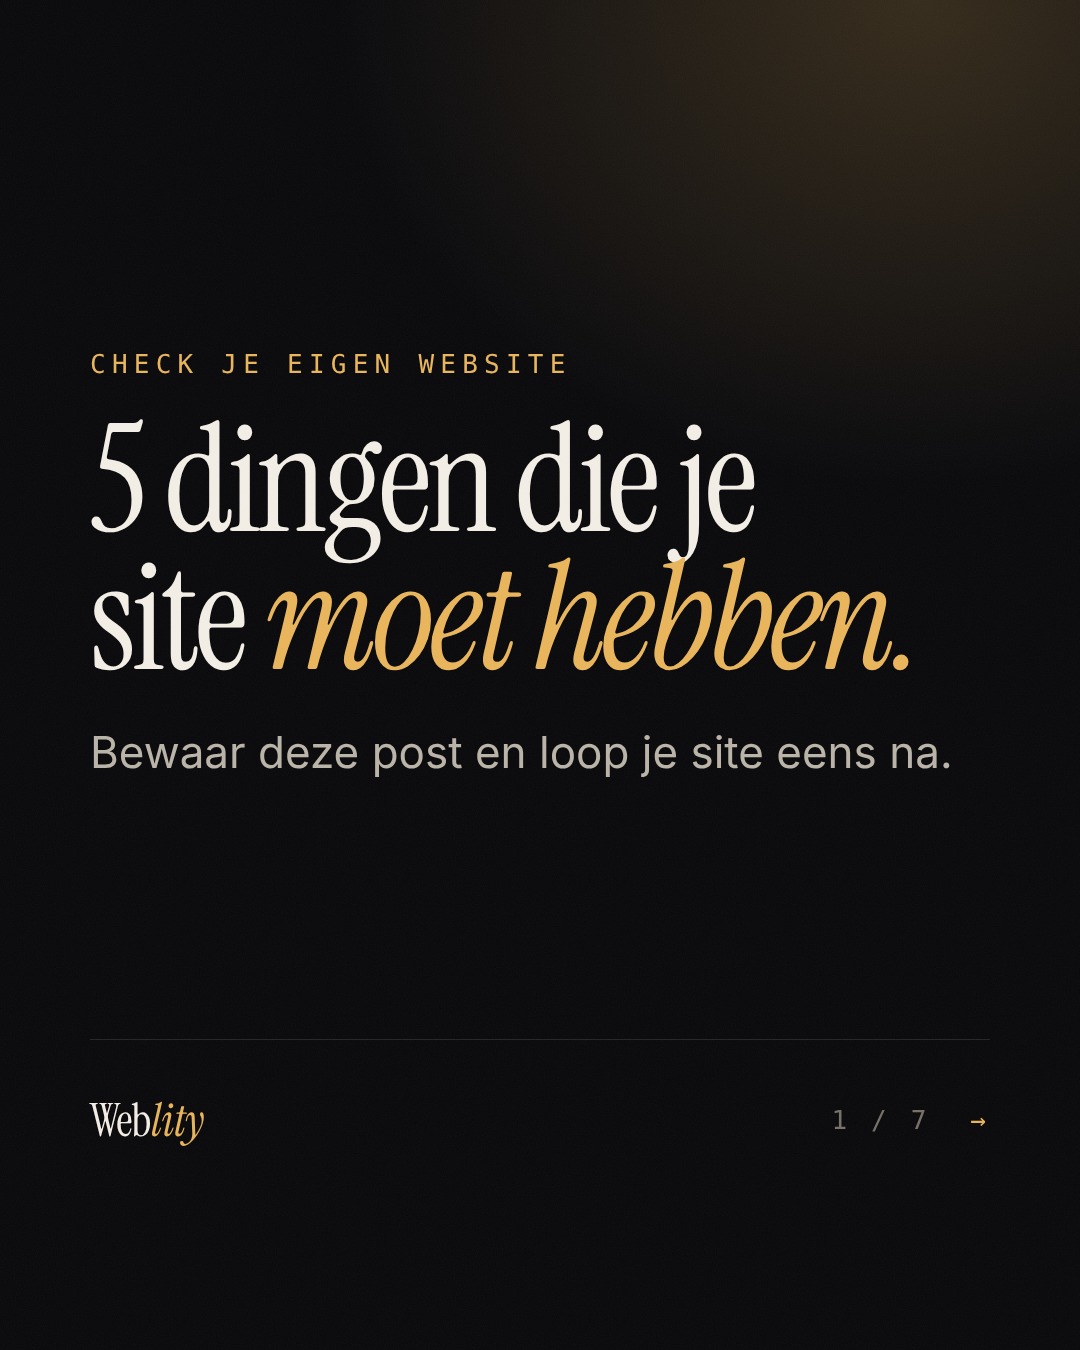 CHECK JE EIGEN WEBSITE
5 dingen die je
site moet hebben.
Bewaar deze post en loop je site eens na.
Weblity
1 / 7 →